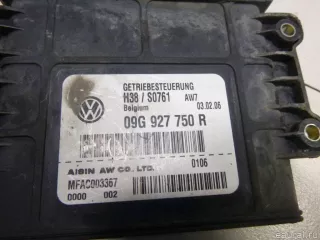 GETRIEBESTEUERUNG
H38 / S0761 AW7
Belgium 03.02.06
09G 927 750 R
AISIN AW CO. LTD. 0106
MFAC003367
0000 002